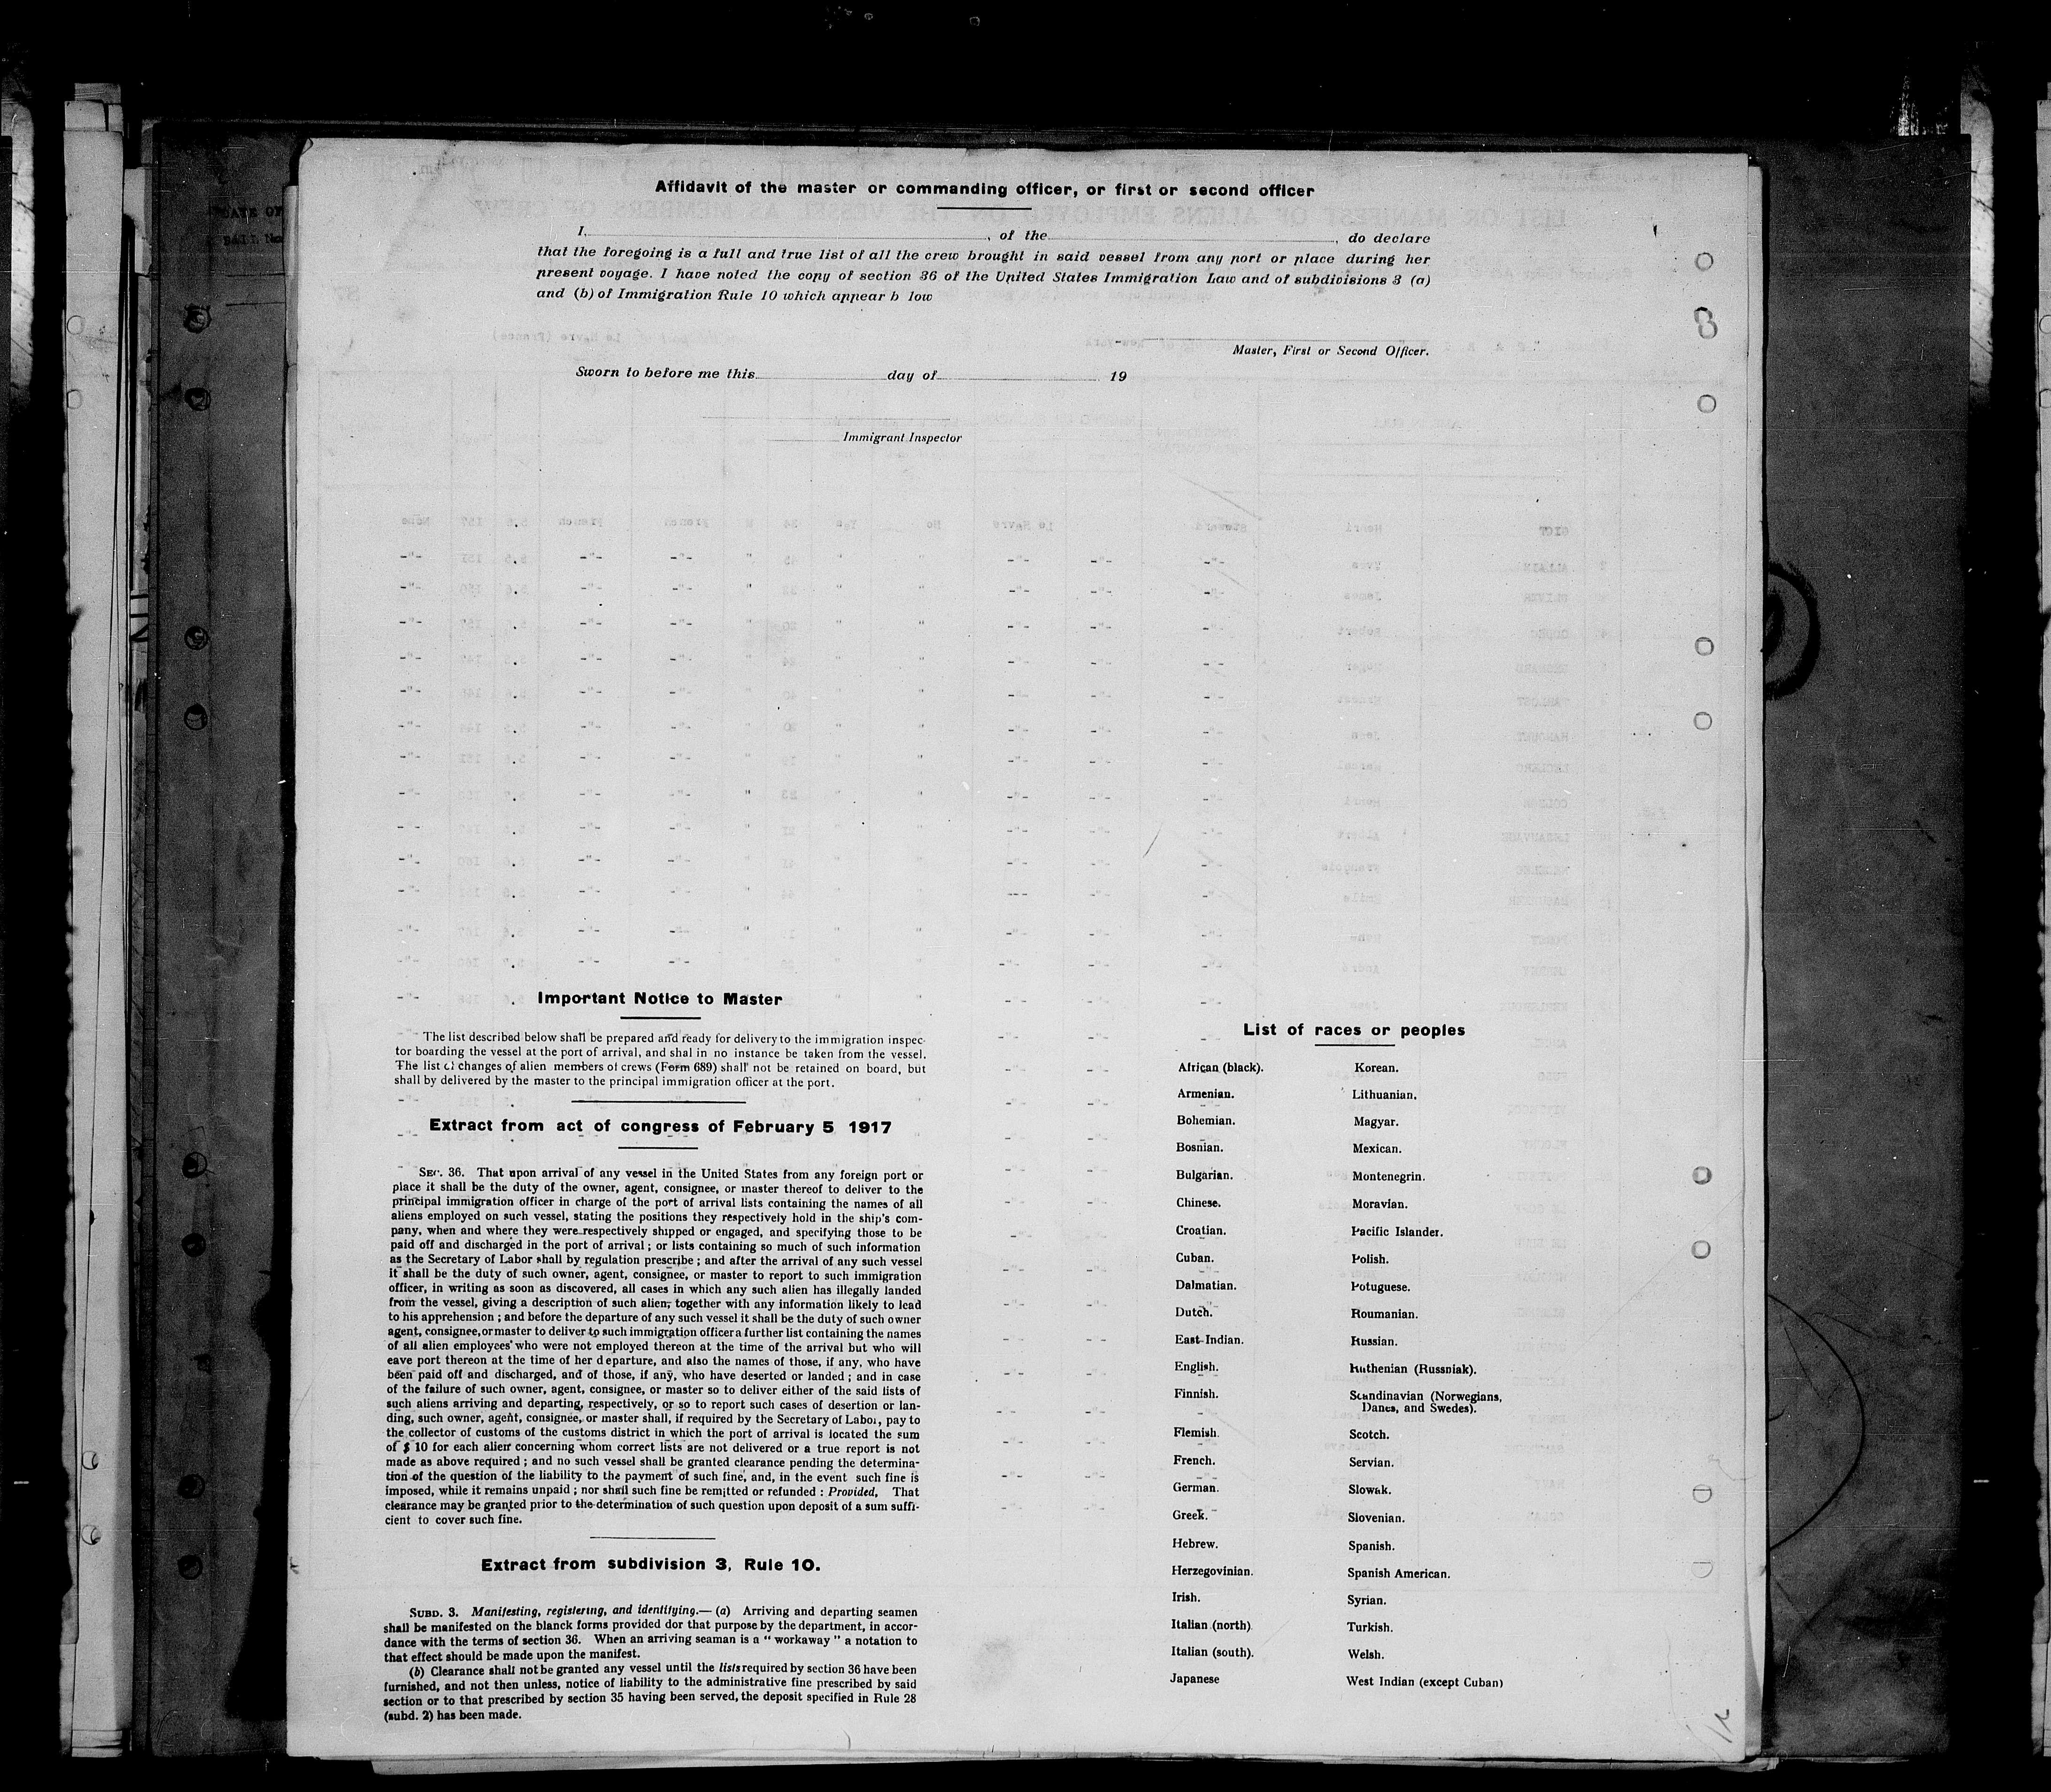 Affidavit of the master or commanding officer, or first or second officer
I, of the , do declare
that the foregoing is a full and true list of all the crew brought in said vessel from any port or place during her
present voyage. I have noted the copy of section 36 of the United States Immigration Law and of subdivisions 3 (a)
and (b) of Immigration Rule 10 which appear b low
Master, First or Second Officer.
Sworn to before me this day of 19
Immigrant Inspector
Important Notice to Master
The list described below shall be prepared and ready for delivery to the immigration inspec-
tor boarding the vessel at the port of arrival, and shal in no instance be taken from the vessel.
The list of changes of alien members of crews (Form 689) shall not be retained on board, but
shall by delivered by the master to the principal immigration officer at the port.
Extract from act of congress of February 5 1917
SEC. 36. That upon arrival of any vessel in the United States from any foreign port or
place it shall be the duty of the owner, agent, consignee, or master thereof to deliver to the
principal immigration officer in charge of the port of arrival lists containing the names of all
aliens employed on such vessel, stating the positions they respectively hold in the ship's com-
pany, when and where they were respectively shipped or engaged, and specifying those to be
paid off and discharged in the port of arrival ; or lists containing so much of such information
as the Secretary of Labor shall by regulation prescribe ; and after the arrival of any such vessel
it shall be the duty of such owner, agent, consignee, or master to report to such immigration
officer, in writing as soon as discovered, all cases in which any such alien has illegally landed
from the vessel, giving a description of such alien, together with any information likely to lead
to his apprehension ; and before the departure of any such vessel it shall be the duty of such owner
agent, consignee, or master to deliver to such immigration officer a further list containing the names
of all alien employees who were not employed thereon at the time of the arrival but who will
eave port thereon at the time of her departure, and also the names of those, if any, who have
been paid off and discharged, and of those, if any, who have deserted or landed ; and in case
of the failure of such owner, agent, consignee, or master so to deliver either of the said lists of
such aliens arriving and departing, respectively, or so to report such cases of desertion or lan-
ding, such owner, agent, consignee, or master shall, if required by the Secretary of Labor, pay to
the collector of customs of the customs district in which the port of arrival is located the sum
of $ 10 for each alien concerning whom correct lists are not delivered or a true report is not
made as above required ; and no such vessel shall be granted clearance pending the determina-
tion of the question of the liability to the payment of such fine, and, in the event such fine is
imposed, while it remains unpaid ; nor shall such fine be remitted or refunded : Provided, That
clearance may be granted prior to the determination of such question upon deposit of a sum suffi-
cient to cover such fine.
Extract from subdivision 3, Rule 10.
SUBD. 3. Manifesting, registering, and identifying.— (a) Arriving and departing seamen
shall be manifested on the blanck forms provided dor that purpose by the department, in accor-
dance with the terms of section 36. When an arriving seaman is a " workaway " a notation to
that effect should be made upon the manifest.
(b) Clearance shall not be granted any vessel until the lists required by section 36 have been
furnished, and not then unless, notice of liability to the administrative fine prescribed by said
section or to that prescribed by section 35 having been served, the deposit specified in Rule 28
(subd. 2) has been made.
List of races or peoples
African (black).
Armenian.
Bohemian.
Bosnian.
Bulgarian.
Chinese.
Croatian.
Cuban.
Dalmatian.
Dutch.
East Indian.
English.
Finnish.
Flemish.
French.
German.
Greek.
Hebrew.
Herzegovinian.
Irish.
Italian (north)
Italian (south).
Japanese
Korean.
Lithuanian.
Magyar.
Mexican.
Montenegrin.
Moravian.
Pacific Islander.
Polish.
Potuguese.
Roumanian.
Russian.
Ruthenian (Russniak).
Scandinavian (Norwegians,
Danes, and Swedes).
Scotch.
Servian.
Slowak.
Slovenian.
Spanish.
Spanish American.
Syrian.
Turkish.
Welsh.
West Indian (except Cuban)